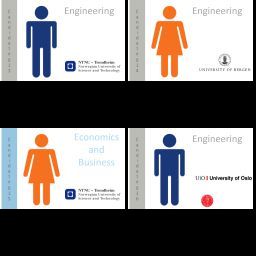 Engineering
NTNU – Trondheim
Norwegian University of
Science and Technology
Engineering
UNIVERSITY OF BERGEN
Economics
and
Business
NTNU – Trondheim
Norwegian University of
Science and Technology
Engineering
UiO
University of Oslo